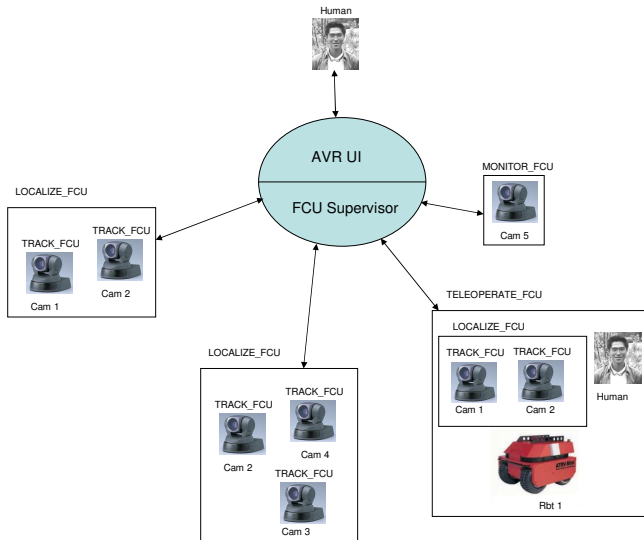 Human
AVR UI
FCU Supervisor
MONITOR_FCU
Cam 5
LOCALIZE_FCU
TRACK_FCU
TRACK_FCU
Cam 1
Cam 2
LOCALIZE_FCU
TRACK_FCU
TRACK_FCU
Cam 2
Cam 4
TRACK_FCU
Cam 3
TELEOPERATE_FCU
LOCALIZE_FCU
TRACK_FCU
TRACK_FCU
Cam 1
Cam 2
Human
Rbt 1